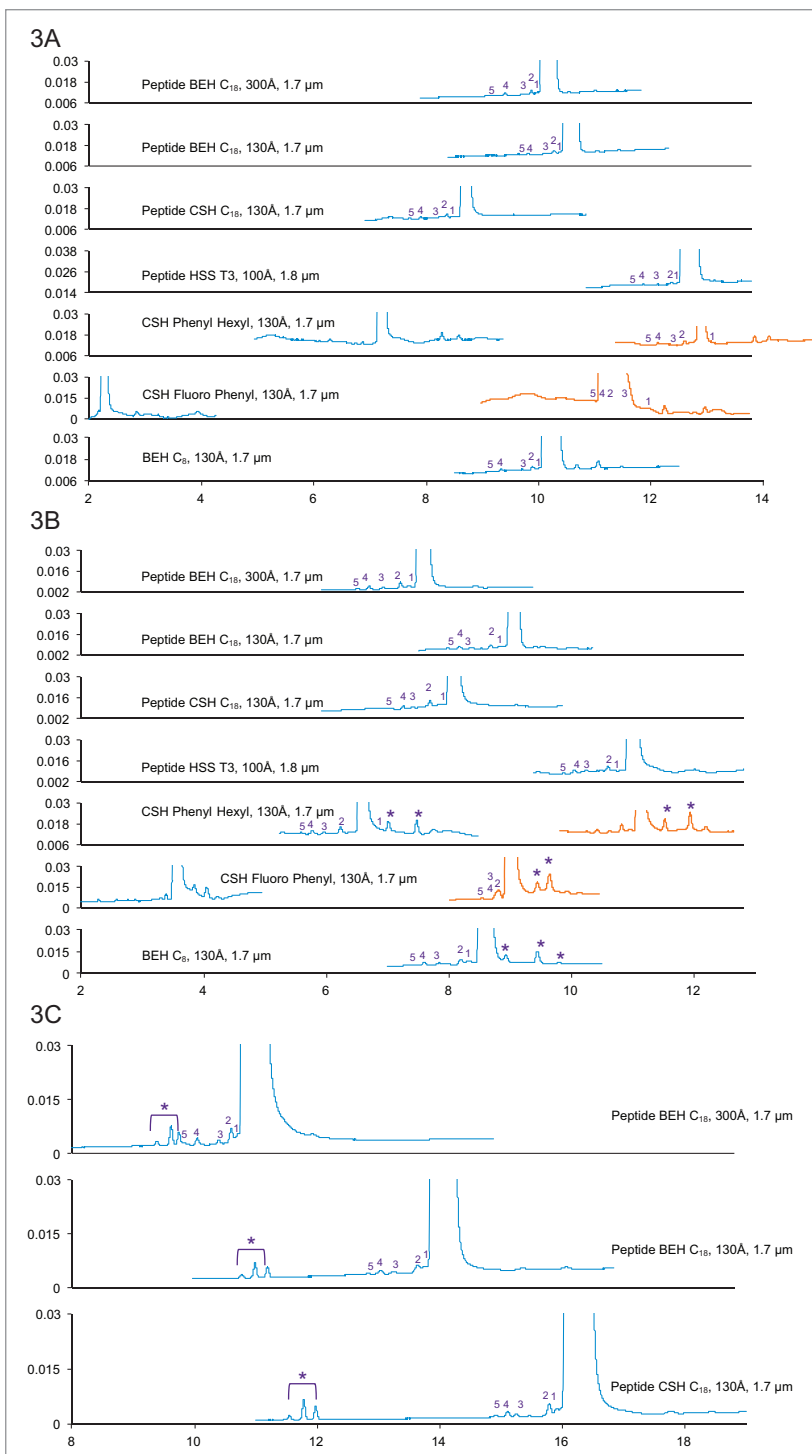 3A
0.03
0.018
0.006
Peptide BEH C18, 300Å, 1.7 µm
5 4 3 2 1
0.03
0.018
0.006
Peptide BEH C18, 130Å, 1.7 µm
5 4 3 2 1
0.03
0.018
0.006
Peptide CSH C18, 130Å, 1.7 µm
5 4 3 2 1
0.038
0.026
0.014
Peptide HSS T3, 100Å, 1.8 µm
5 4 3 2 1
0.03
0.018
0.006
CSH Phenyl Hexyl, 130Å, 1.7 µm
5 4 3 2 1
0.03
0.015
0
CSH Fluoro Phenyl, 130Å, 1.7 µm
5 4 2 3 1
0.03
0.018
0.006
BEH C8, 130Å, 1.7 µm
5 4 3 2 1
2 4 6 8 10 12 14
3B
0.03
0.016
0.002
Peptide BEH C18, 300Å, 1.7 µm
5 4 3 2 1
0.03
0.016
0.002
Peptide BEH C18, 130Å, 1.7 µm
5 4 3 2 1
0.03
0.016
0.002
Peptide CSH C18, 130Å, 1.7 µm
5 4 3 2 1
0.03
0.016
0.002
Peptide HSS T3, 100Å, 1.8 µm
5 4 3 2 1
0.03
0.018
0.006
CSH Phenyl Hexyl, 130Å, 1.7 µm
5 4 3 2 1 * * * *
0.03
0.015
0
CSH Fluoro Phenyl, 130Å, 1.7 µm
5 4 3 2 * *
0.03
0.015
0
BEH C8, 130Å, 1.7 µm
5 4 3 2 1 * * *
2 4 6 8 10 12
3C
0.03
0.015
0
* 5 4 3 2 1
Peptide BEH C18, 300Å, 1.7 µm
0.03
0.015
0
* 5 4 3 2 1
Peptide BEH C18, 130Å, 1.7 µm
0.03
0.015
0
* 5 4 3 2 1
Peptide CSH C18, 130Å, 1.7 µm
8 10 12 14 16 18